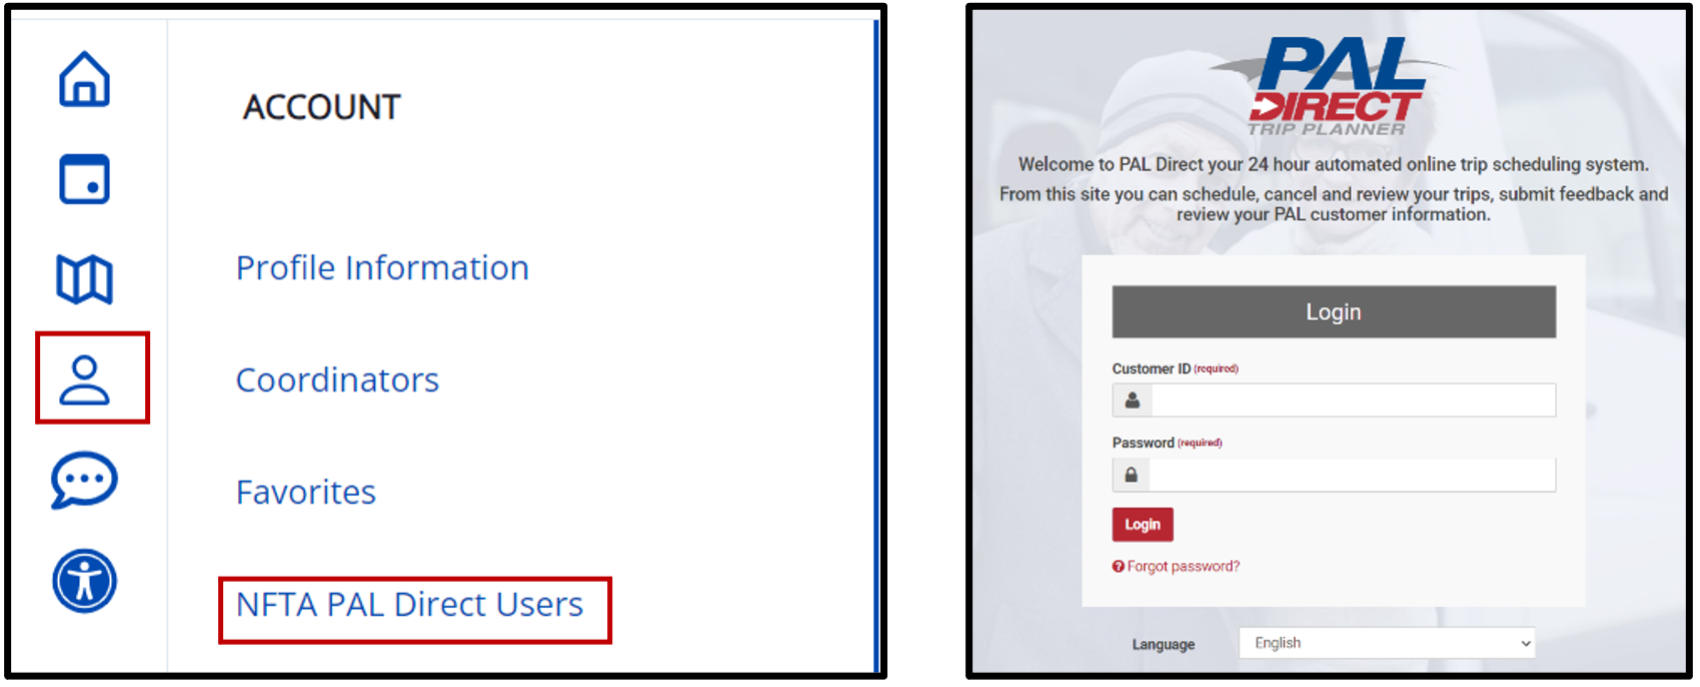 ACCOUNT
Profile Information
Coordinators
Favorites
NFTA PAL Direct Users
PAL
DIRECT
TRIP PLANNER
Welcome to PAL Direct your 24 hour automated online trip scheduling system.
From this site you can schedule, cancel and review your trips, submit feedback and
review your PAL customer information.
Login
Customer ID (required)
Password (required)
Login
Forgot password?
Language English